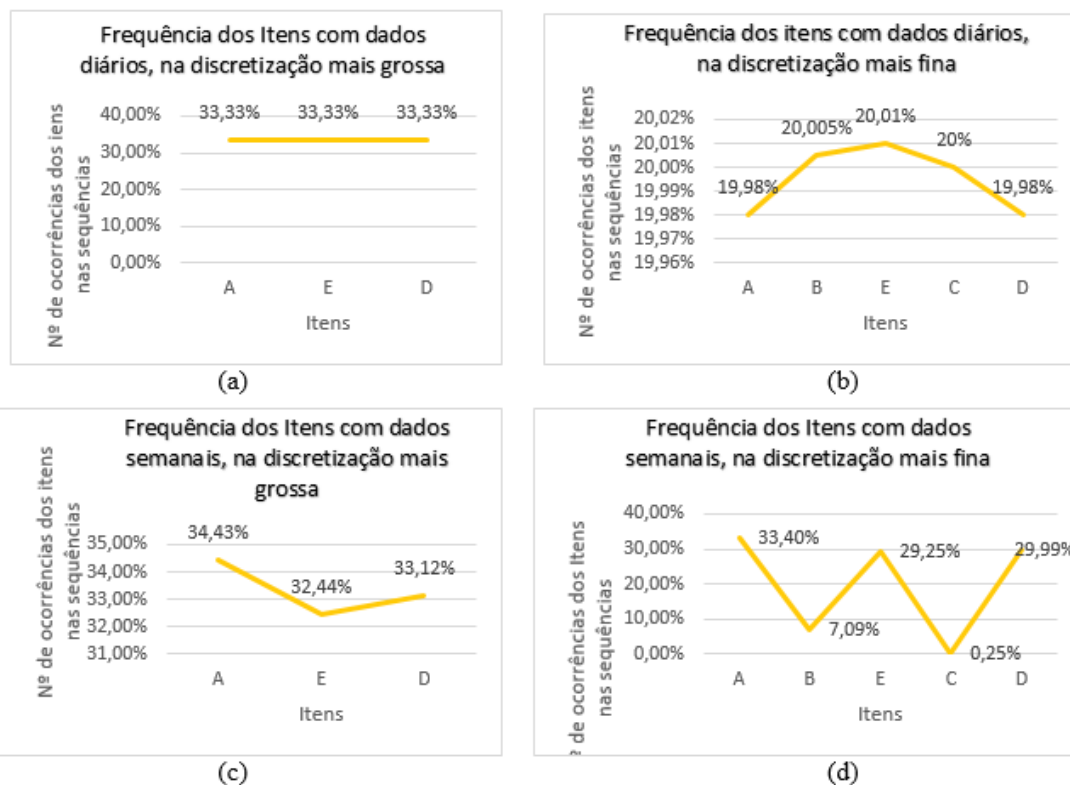 Frequência dos Itens com dados
diários, na discretização mais grossa
Nº de ocorrências dos iens
nas sequências
40,00%
30,00%
20,00%
10,00%
0,00%
33,33%
33,33%
33,33%
A
E
D
Itens
(a)
Frequência dos itens com dados diários,
na discretização mais fina
Nº de ocorrências dos itens
nas sequências
20,02%
20,01%
20,00%
19,99%
19,98%
19,97%
19,96%
19,98%
20,005%
20,01%
20%
19,98%
A
B
E
C
D
Itens
(b)
Frequência dos Itens com dados
semanais, na discretização mais
grossa
Nº de ocorrências dos itens
nas sequências
35,00%
34,00%
33,00%
32,00%
31,00%
34,43%
32,44%
33,12%
A
E
D
Itens
(c)
Frequência dos Itens com dados
semanais, na discretização mais fina
º de ocorrências dos Itens
nas sequências
40,00%
30,00%
20,00%
10,00%
0,00%
33,40%
7,09%
29,25%
0,25%
29,99%
A
B
E
C
D
Itens
(d)